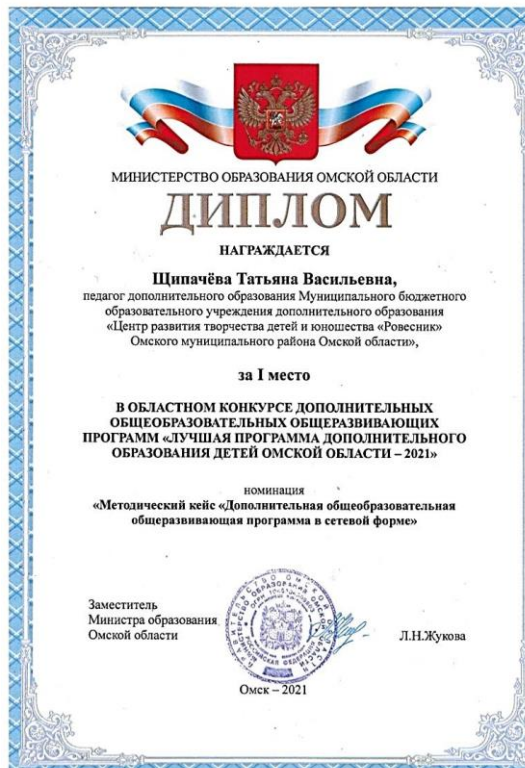 МИНИСТЕРСТВО ОБРАЗОВАНИЯ ОМСКОЙ ОБЛАСТИ
ДИПЛОМ
НАГРАЖДАЕТСЯ
Щипачёва Татьяна Васильевна,
педагог дополнительного образования Муниципального бюджетного
образовательного учреждения дополнительного образования
«Центр развития творчества детей и юношества «Ровесник»
Омского муниципального района Омской области»,
за I место
В ОБЛАСТНОМ КОНКУРСЕ ДОПОЛНИТЕЛЬНЫХ
ОБЩЕОБРАЗОВАТЕЛЬНЫХ ОБЩЕРАЗВИВАЮЩИХ
ПРОГРАММ «ЛУЧШАЯ ПРОГРАММА ДОПОЛНИТЕЛЬНОГО
ОБРАЗОВАНИЯ ДЕТЕЙ ОМСКОЙ ОБЛАСТИ – 2021»
номинация
«Методический кейс «Дополнительная общеобразовательная
общеразвивающая программа в сетевой форме»
Заместитель
Министра образования
Омской области
Л.Н.Жукова
Омск – 2021